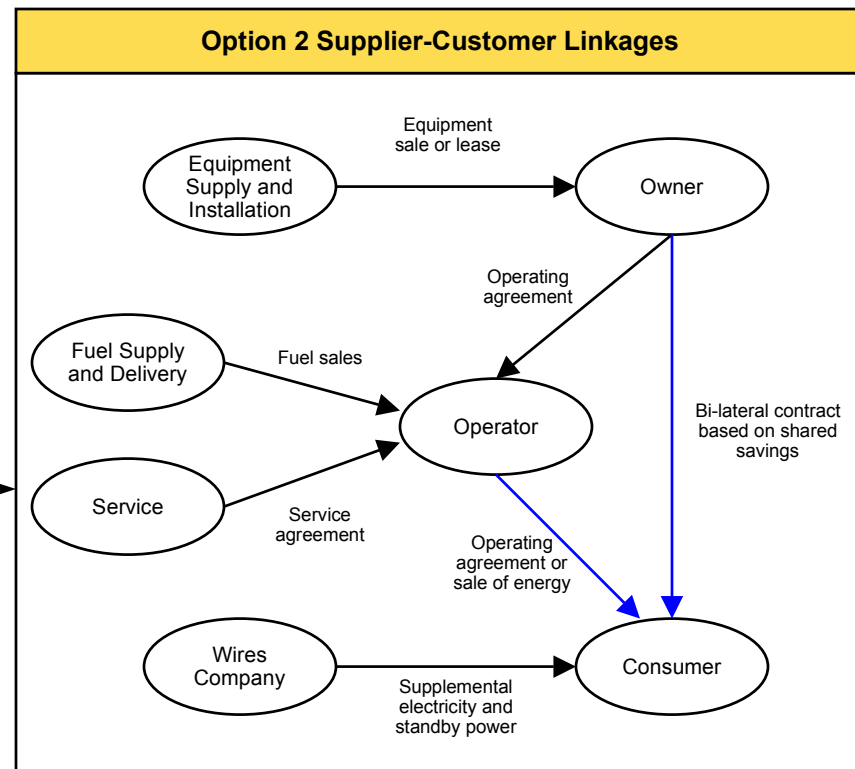 Option 2 Supplier-Customer Linkages
Equipment
sale or lease
Equipment
Supply and
Installation
Owner
Operating
agreement
Fuel Supply
and Delivery
Fuel sales
Operator
Bi-lateral contract
based on shared
savings
Service
Service
agreement
Operating
agreement or
sale of energy
Wires
Company
Supplemental
electricity and
standby power
Consumer